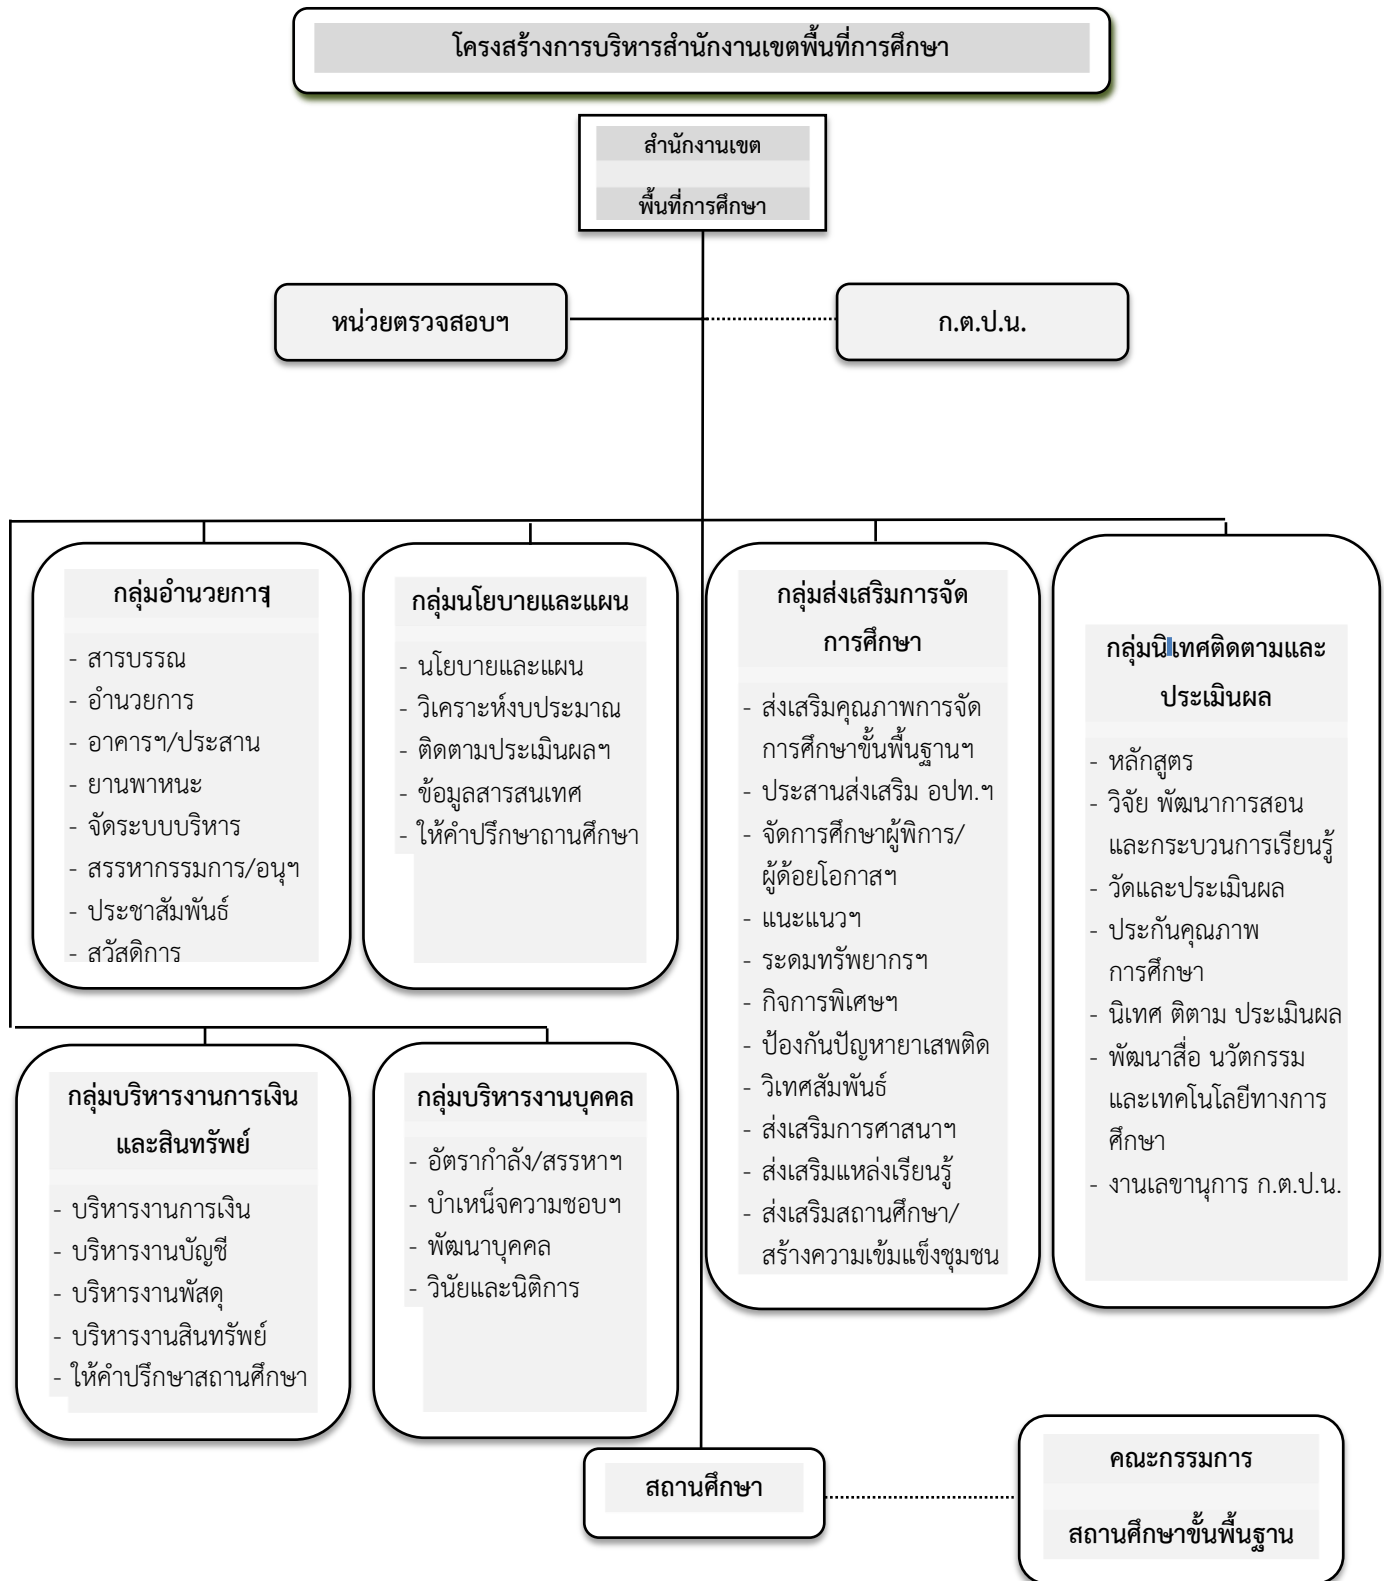 โครงสร้างการบริหารสำนักงานเขตพื้นที่การศึกษา
สำนักงานเขต
พื้นที่การศึกษา
หน่วยตรวจสอบฯ
ก.ต.ป.น.
กลุ่มอำนวยการ
- สารบรรณ
- อำนวยการ
- อาคารฯ/ประสาน
- ยานพาหนะ
- จัดระบบบริหาร
- สรรหากรรมการ/อนุฯ
- ประชาสัมพันธ์
- สวัสดิการ
กลุ่มนโยบายและแผน
- นโยบายและแผน
- วิเคราะห์งบประมาณ
- ติดตามประเมินผลฯ
- ข้อมูลสารสนเทศ
- ให้คำปรึกษาถานศึกษา
กลุ่มส่งเสริมการจัด
การศึกษา
- ส่งเสริมคุณภาพการจัด
การศึกษาขั้นพื้นฐานฯ
- ประสานส่งเสริม อปท.ฯ
- จัดการศึกษาผู้พิการ/
ผู้ด้อยโอกาสฯ
- แนะแนวฯ
- ระดมทรัพยากรฯ
- กิจการพิเศษฯ
- ป้องกันปัญหายาเสพติด
- วิเทศสัมพันธ์
- ส่งเสริมการศาสนาฯ
- ส่งเสริมแหล่งเรียนรู้
- ส่งเสริมสถานศึกษา/
สร้างความเข้มแข็งชุมชน
กลุ่มนิเทศติดตามและ
ประเมินผล
- หลักสูตร
- วิจัย พัฒนาการสอน
และกระบวนการเรียนรู้
- วัดและประเมินผล
- ประกันคุณภาพ
การศึกษา
- นิเทศ ติตาม ประเมินผล
- พัฒนาสื่อ นวัตกรรม
และเทคโนโลยีทางการ
ศึกษา
- งานเลขานุการ ก.ต.ป.น.
กลุ่มบริหารงานการเงิน
และสินทรัพย์
- บริหารงานการเงิน
- บริหารงานบัญชี
- บริหารงานพัสดุ
- บริหารงานสินทรัพย์
- ให้คำปรึกษาสถานศึกษา
กลุ่มบริหารงานบุคคล
- อัตรากำลัง/สรรหาฯ
- บำเหน็จความชอบฯ
- พัฒนาบุคคล
- วินัยและนิติการ
สถานศึกษา
คณะกรรมการ
สถานศึกษาขั้นพื้นฐาน